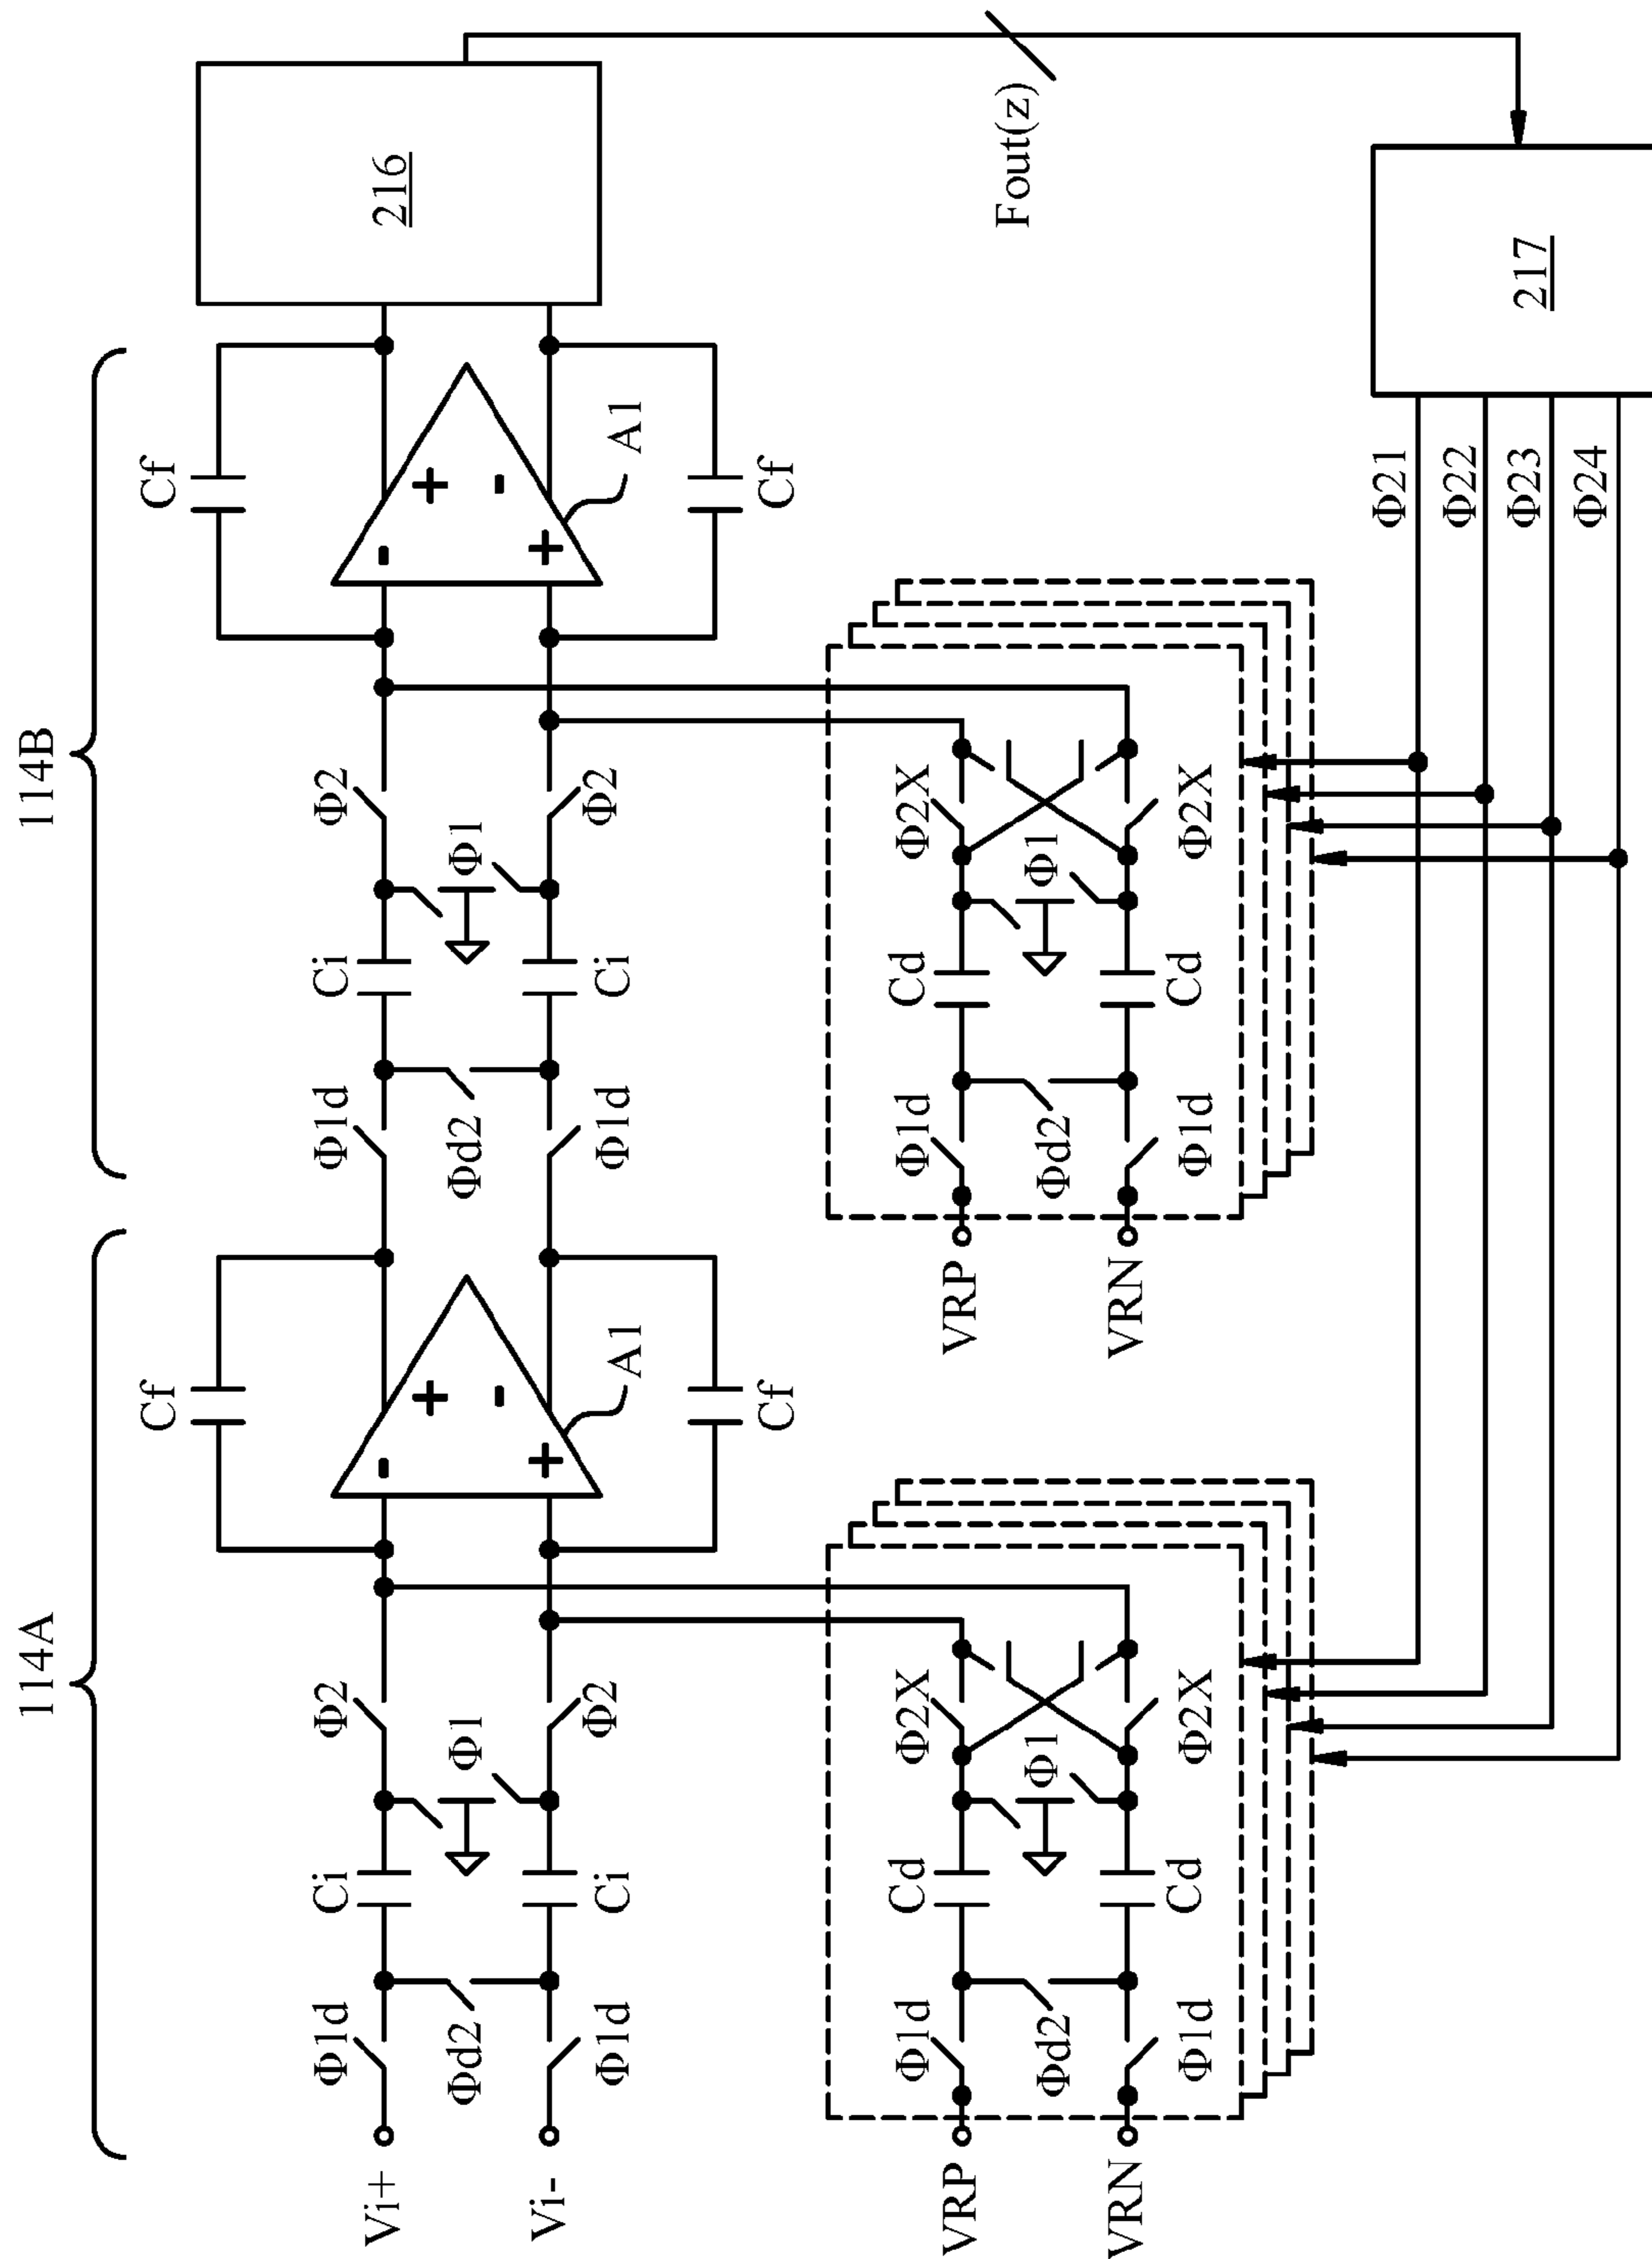 114A
114B
Cf
Cf
Vi+
Φ1d
Ci
Φ2
-
+
Φ1d
Ci
Φ2
-
+
216
Φd2
Φ1
Φd2
Φ1
Vi-
Φ1d
Ci
Φ2
+
-
A1
Φ1d
Ci
Φ2
+
-
A1
Cf
Cf
Fout(z)
VRP
Φ1d
Cd
Φ2X
VRP
Φ1d
Cd
Φ2X
Φd2
Φ1
Φd2
Φ1
VRN
Φ1d
Cd
Φ2X
VRN
Φ1d
Cd
Φ2X
Φ21
Φ22
Φ23
Φ24
217